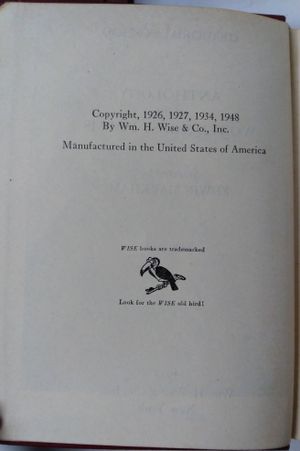 Copyright, 1926, 1927, 1934, 1948
By Wm. H. Wise & Co., Inc.
Manufactured in the United States of America
WISE books are trademarked
Look for the WISE old bird!